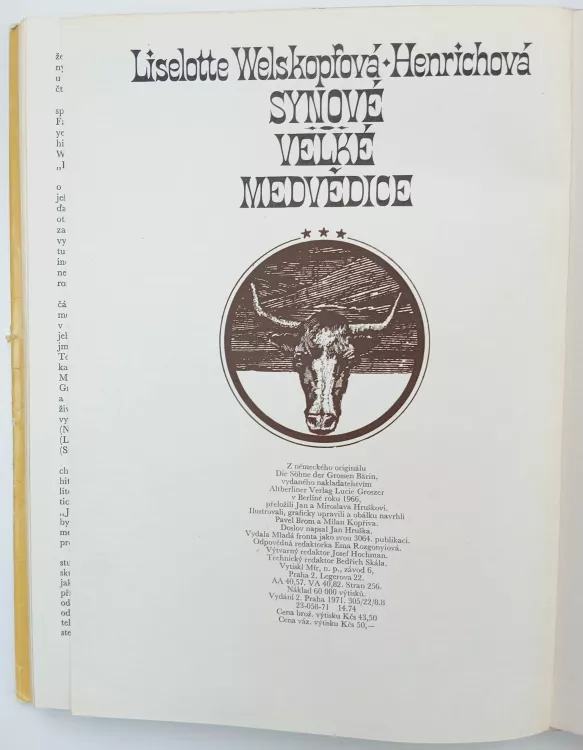 Liselotte Welskopfová-Henrichová
SYNOVÉ
VELKÉ
MEDVĚDICE
Z německého originálu
Die Söhne der Grossen Bärin,
vydaného nakladatelstvím
Altberliner Verlag Lucie Groszer
v Berlíně roku 1966,
přeložili Jan a Miroslava Hruškovi.
Ilustrovali, graficky upravili a obálku navrhli
Pavel Brom a Milan Kopřiva.
Doslov napsal Jan Hruška.
Vydala Mladá fronta jako svou 3064. publikaci.
Odpovědná redaktorka Ema Rozgonyiová.
Výtvarný redaktor Josef Hochman.
Technický redaktor Bedřich Skála.
Vytiskl Mír, n. p., závod 6,
Praha 2, Legerova 22.
AA 40,57. VA 40,82. Stran 256.
Náklad 60 000 výtisků.
Vydání 2. Praha 1971. 305/22/8.8
23-058-71 14.74
Cena brož. výtisku Kčs 43,50
Cena váz. výtisku Kčs 50,—